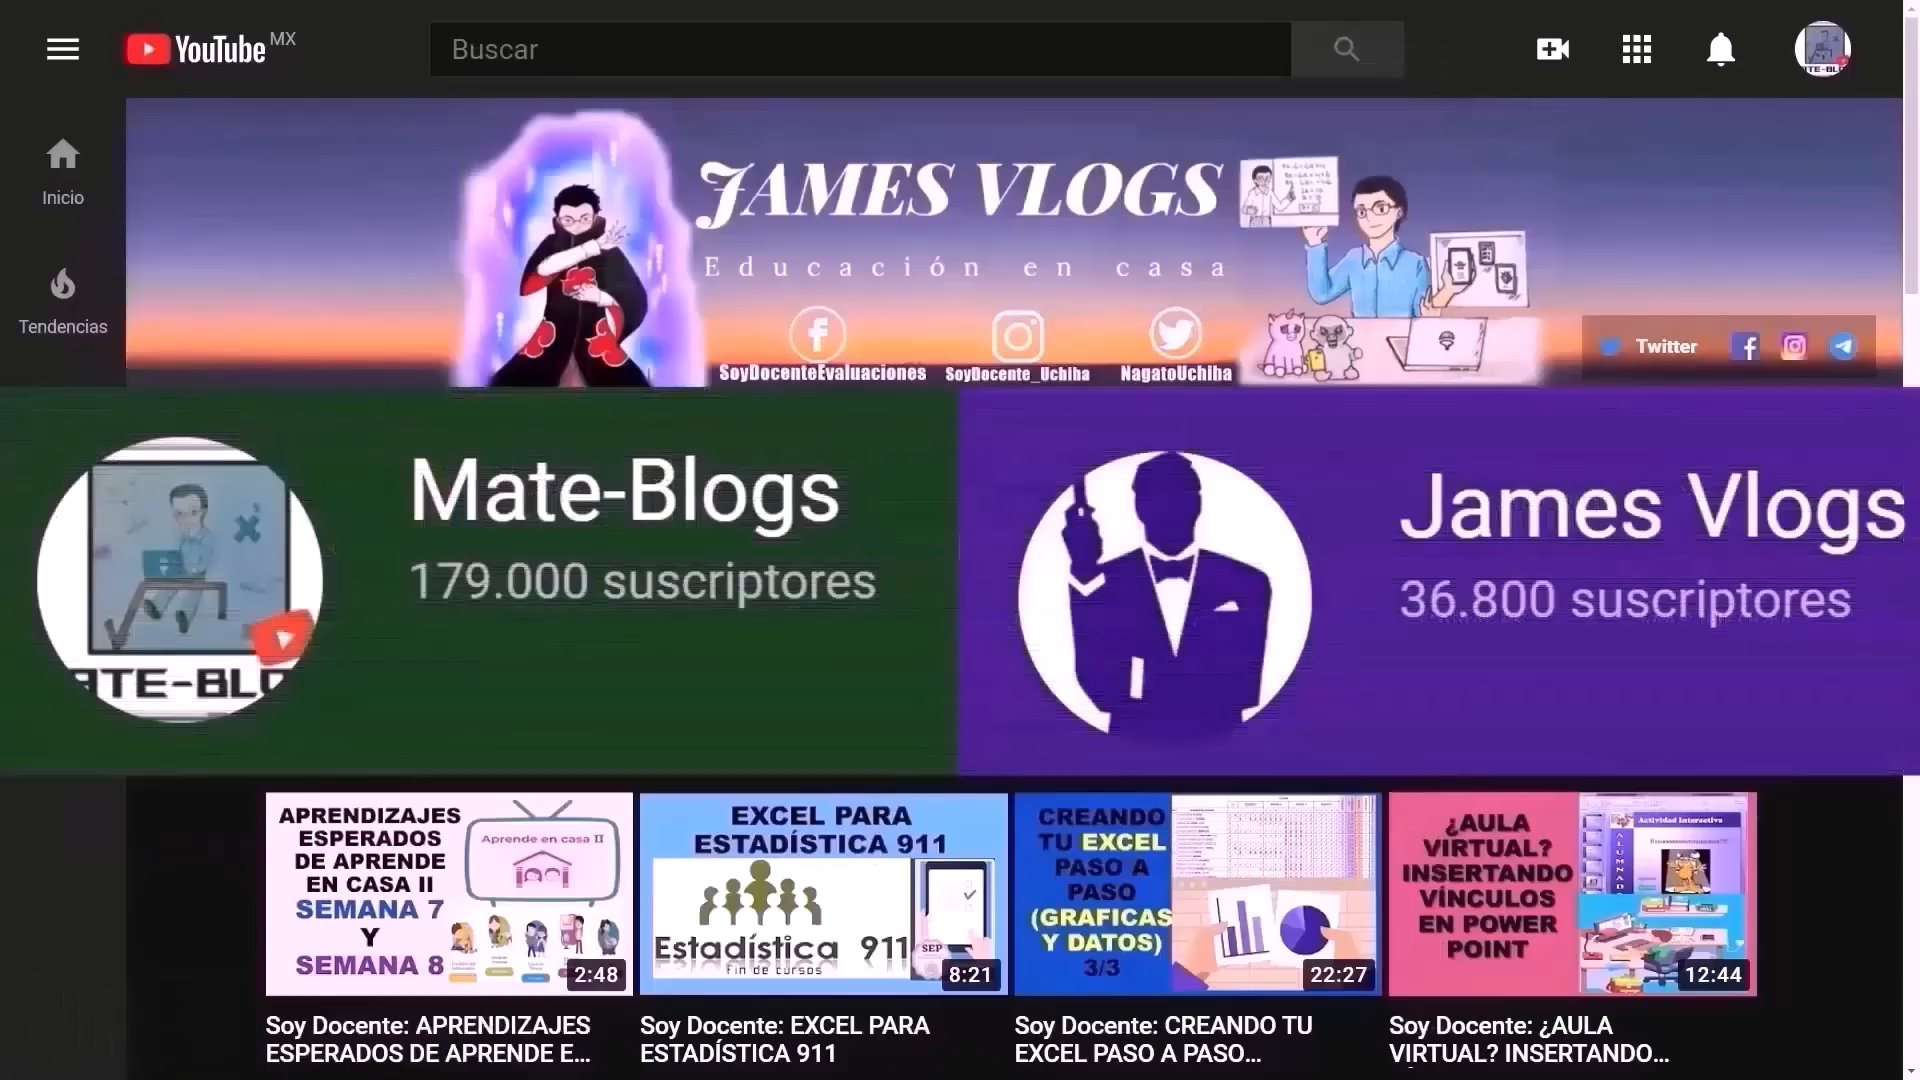 YouTube MX
Buscar
Inicio
Tendencias
JAMES VLOGS
Educación en casa
SoyDocenteEvaluaciones
SoyDocente_Uchiha
NagatoUchiha
Twitter
Mate-Blogs
179.000 suscriptores
ATE-BLO
James Vlogs
36.800 suscriptores
APRENDIZAJES
ESPERADOS
DE APRENDE
EN CASA II
SEMANA 7
Y
SEMANA 8
Aprende en casa II
2:48
EXCEL PARA
ESTADÍSTICA 911
Estadística 911
Fin de cursos
SEP
8:21
CREANDO
TU EXCEL
PASO A
PASO
(GRAFICAS
Y DATOS)
3/3
22:27
¿AULA
VIRTUAL?
INSERTANDO
VÍNCULOS
EN POWER
POINT
Actividad Interactiva
ALUMNAD
12:44
Soy Docente: APRENDIZAJES
ESPERADOS DE APRENDE E...
Soy Docente: EXCEL PARA
ESTADÍSTICA 911
Soy Docente: CREANDO TU
EXCEL PASO A PASO...
Soy Docente: ¿AULA
VIRTUAL? INSERTANDO...